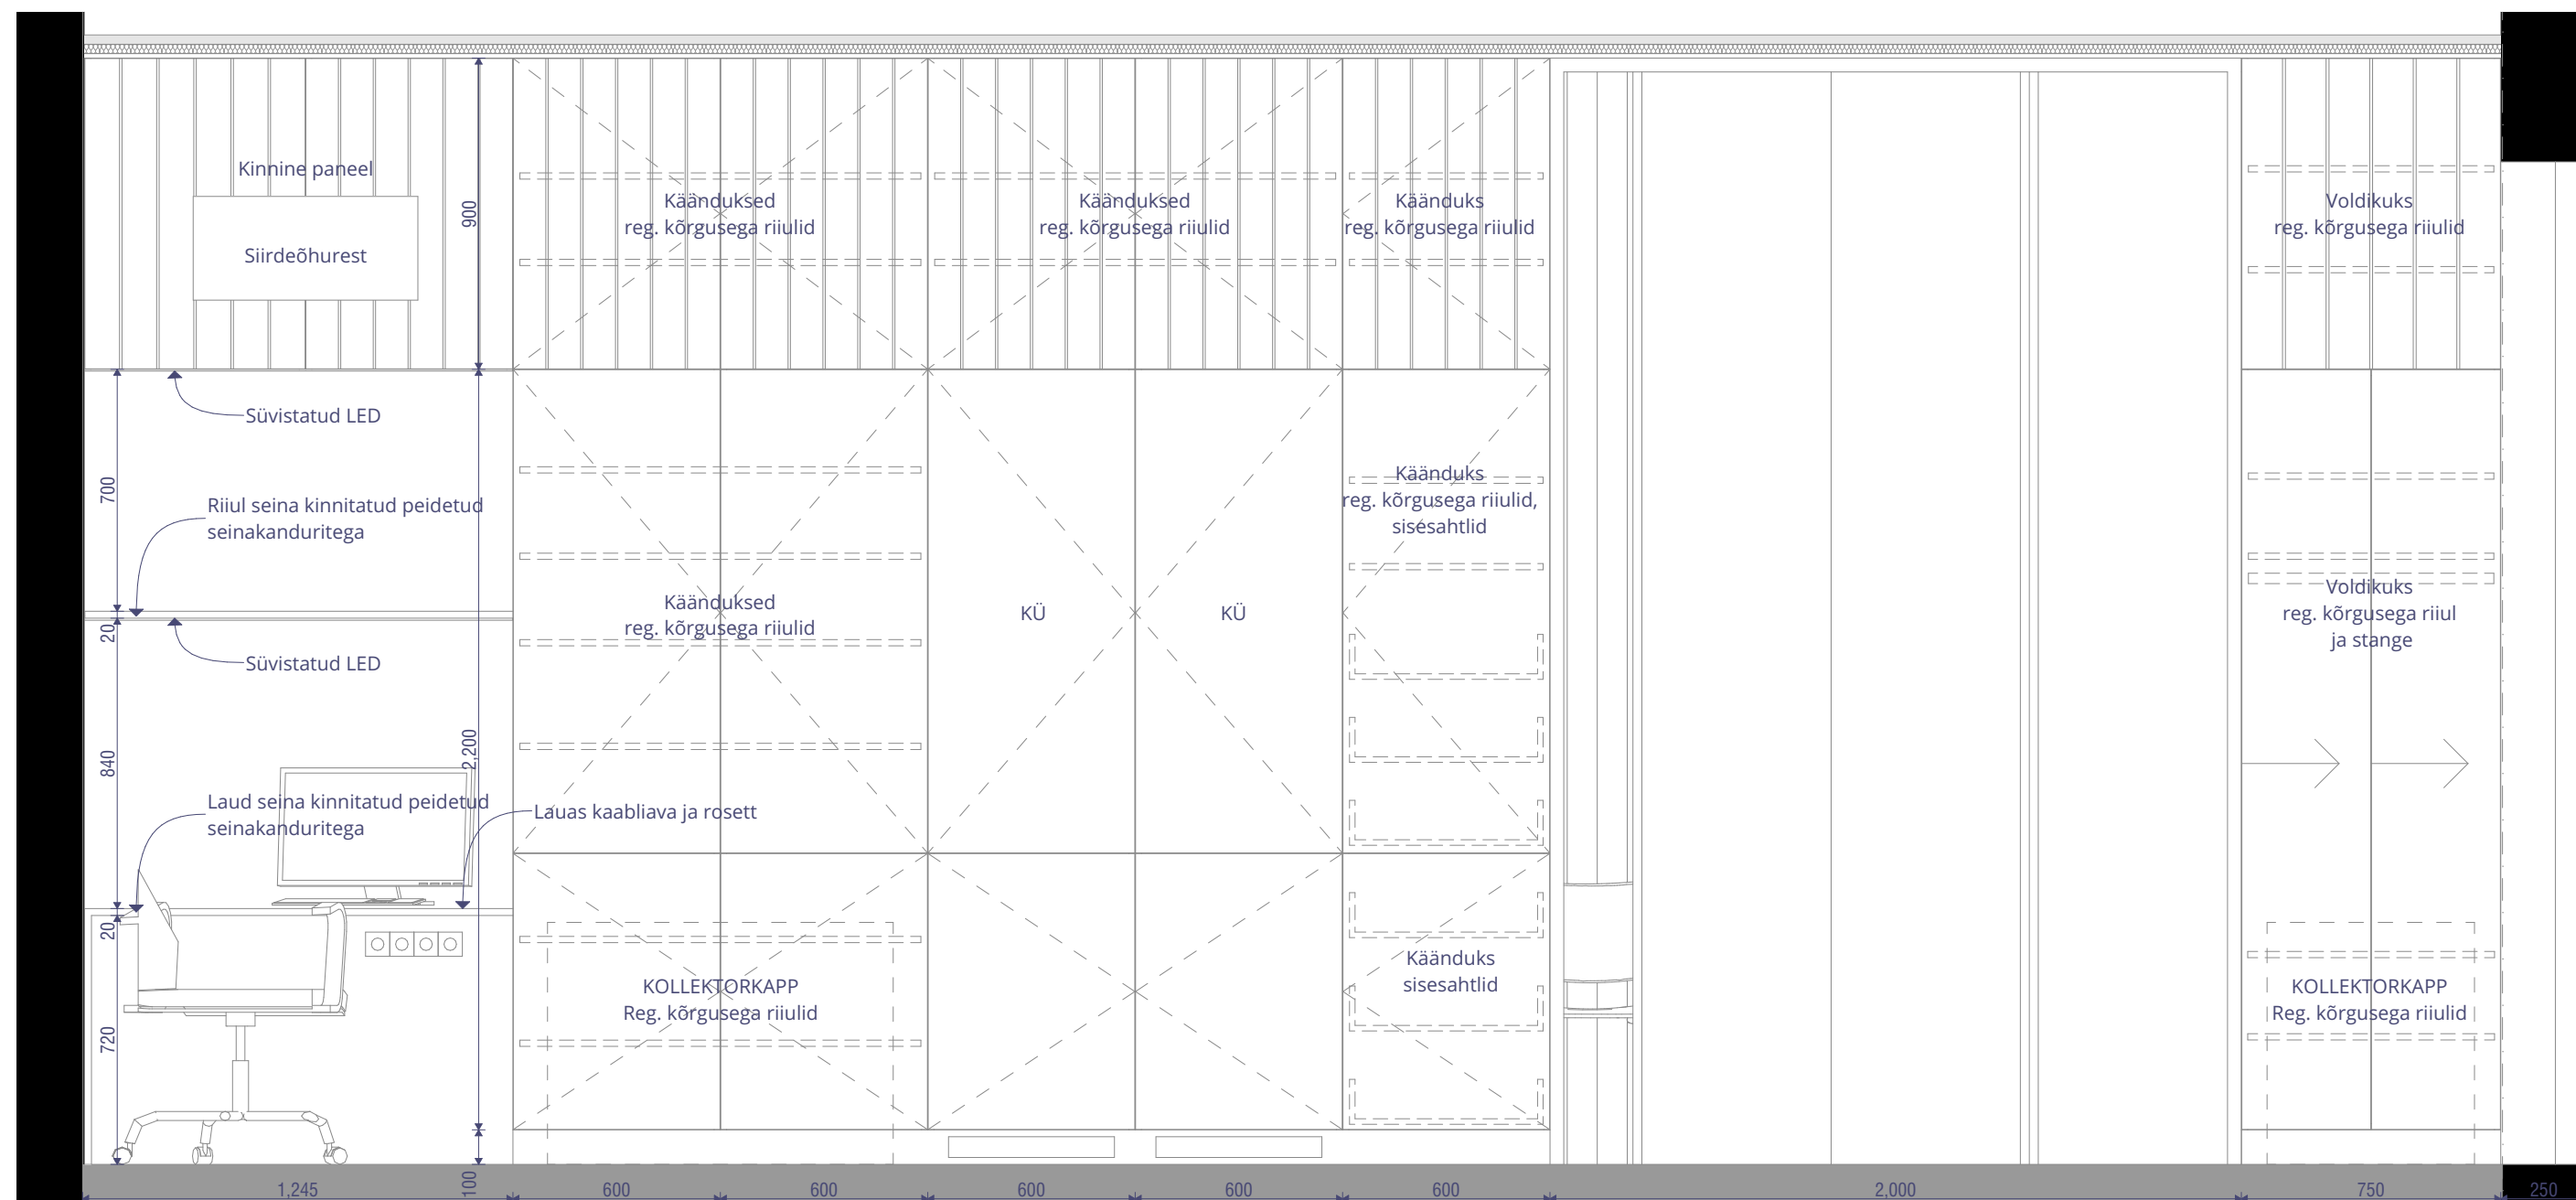 Kinnine paneel
Siirdeõhurest
900
Käänduksed
reg. kõrgusega riiulid
Käänduksed
reg. kõrgusega riiulid
Käänduks
reg. kõrgusega riiulid
Voldikuks
reg. kõrgusega riiulid
Süvistatud LED
700
Riiul seina kinnitatud peidetud
seinakanduritega
20
Süvistatud LED
840
2,200
Laud seina kinnitatud peidetud
seinakanduritega
Lauas kaabliava ja rosett
20
720
100
Käänduksed
reg. kõrgusega riiulid
KÜ
KÜ
Käänduks
reg. kõrgusega riiulid,
sisesahtlid
Voldikuks
reg. kõrgusega riiul
ja stange
KOLLEKTORKAPP
Reg. kõrgusega riiulid
Käänduks
sisesahtlid
KOLLEKTORKAPP
Reg. kõrgusega riiulid
1,245
600
600
600
600
600
2,000
750
250